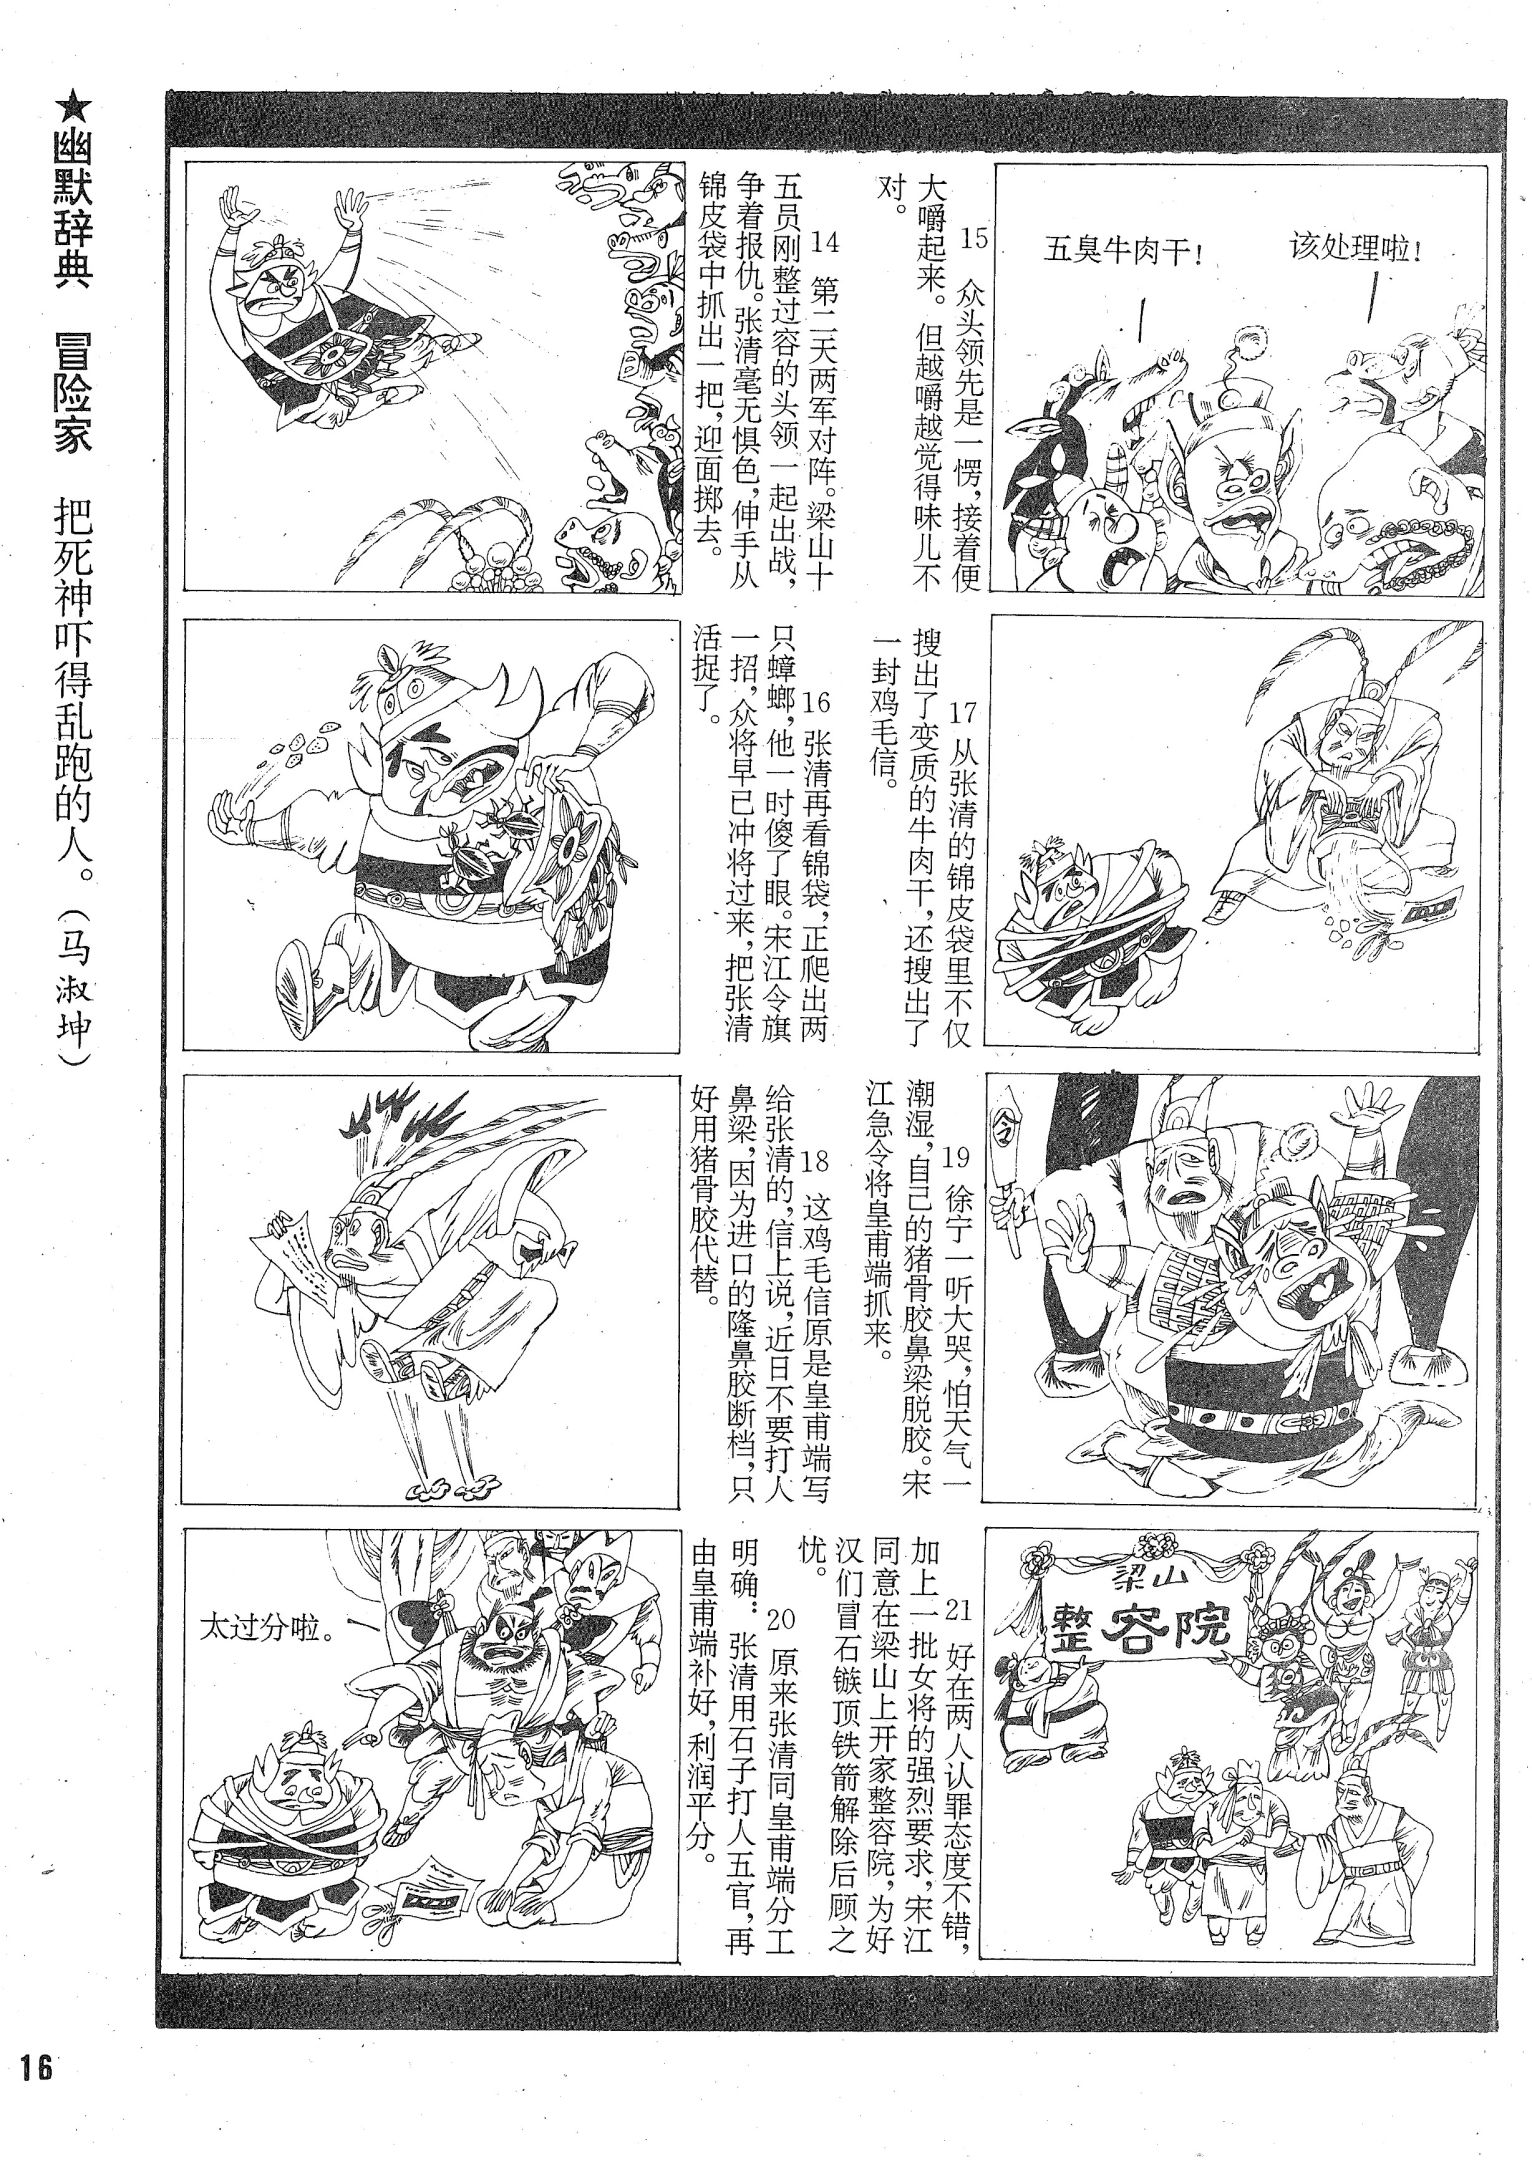 ★幽默辞典 冒险家 把死神吓得乱跑的人。（马淑坤）
14 第二天两军对阵。梁山十
五员刚整过容的头领一起出战，
争着报仇。张清毫无惧色，伸手从
锦皮袋中抓出一把，迎面掷去。
五臭牛肉干！
该处理啦！
15 众头领先是一愣，接着便
大嚼起来。但越嚼越觉得味儿不
对。
16 张清再看锦袋，正爬出两
只蟑螂，他一时傻了眼。宋江令旗
一招，众将早已冲将过来，把张清
活捉了。
17 从张清的锦皮袋里不仅
搜出了变质的牛肉干，还搜出了
一封鸡毛信。
18 这鸡毛信原是皇甫端写
给张清的，信上说，近日不要打人
鼻梁，因为进口的隆鼻胶断档，只
好用猪骨胶代替。
令
19 徐宁一听大哭，怕天气一
潮湿，自己的猪骨胶鼻梁脱胶。宋
江急令将皇甫端抓来。
太过分啦。
20 原来张清同皇甫端分工
明确：张清用石子打人五官，再
由皇甫端补好，利润平分。
梁山
整容院
21 好在两人认罪态度不错，
加上一批女将的强烈要求，宋江
同意在梁山上开家整容院，为好
汉们冒石镞顶铁箭解除后顾之
忧。
16